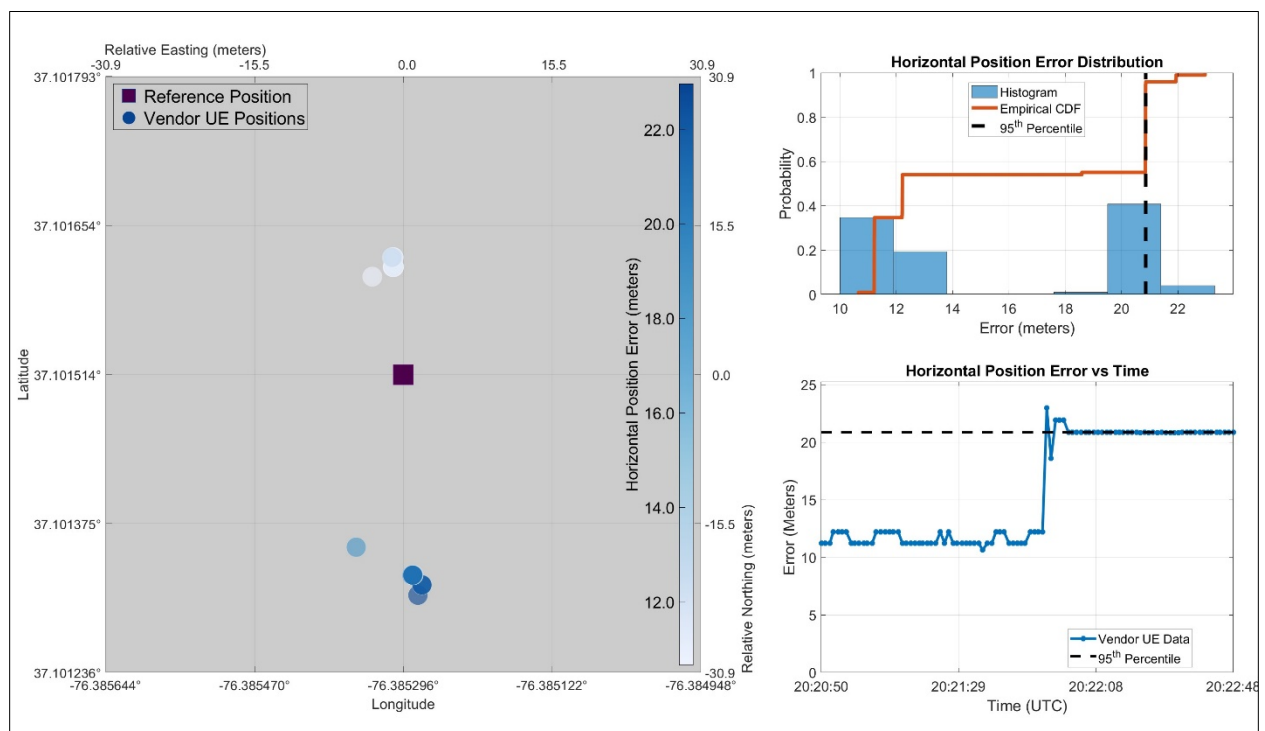 Relative Easting (meters)
-30.9 -15.5 0.0 15.5 30.9
37.101793° 30.9
Reference Position
Vendor UE Positions
37.101654° 15.5
37.101514° 0.0
37.101375° -15.5
37.101236° -30.9
Latitude
-76.385644° -76.385470° -76.385296° -76.385122° -76.384948°
Longitude
Relative Northing (meters)
Horizontal Position Error (meters)
22.0
20.0
18.0
16.0
14.0
12.0
Horizontal Position Error Distribution
Histogram
Empirical CDF
95th Percentile
Probability
1
0.8
0.6
0.4
0.2
0
10 12 14 16 18 20 22
Error (meters)
Horizontal Position Error vs Time
Error (Meters)
25
20
15
10
5
0
Vendor UE Data
95th Percentile
20:20:50 20:21:29 20:22:08 20:22:48
Time (UTC)